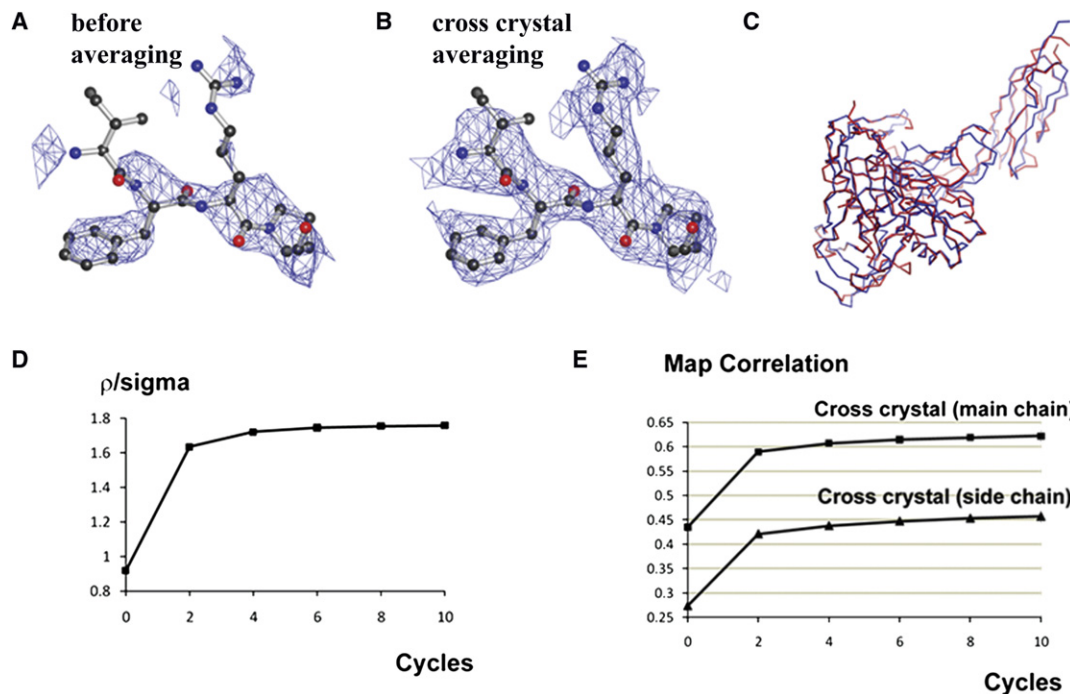 A
before
averaging
B
cross crystal
averaging
C
D
ρ/sigma
1.8
1.6
1.4
1.2
1
0.8
0
2
4
6
8
10
Cycles
E
Map Correlation
Cross crystal (main chain)
Cross crystal (side chain)
0.65
0.6
0.55
0.5
0.45
0.4
0.35
0.3
0.25
0
2
4
6
8
10
Cycles